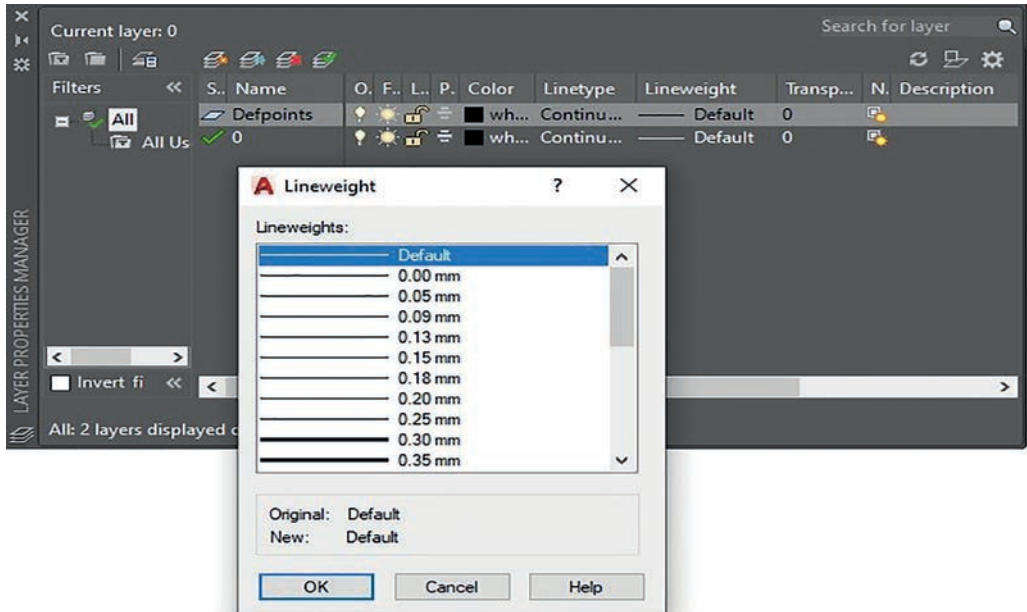 Current layer: 0
Search for layer
Filters << S.. Name O. F.. L.. P. Color Linetype Lineweight Transp... N. Description
All Defpoints wh... Continu... Default 0
All Us 0 wh... Continu... Default 0
LAYER PROPERTIES MANAGER
A Lineweight ? X
Lineweights:
Default
0.00 mm
0.05 mm
0.09 mm
0.13 mm
0.15 mm
0.18 mm
0.20 mm
0.25 mm
0.30 mm
0.35 mm
Invert fi <<
All: 2 layers displayed
Original: Default
New: Default
OK Cancel Help